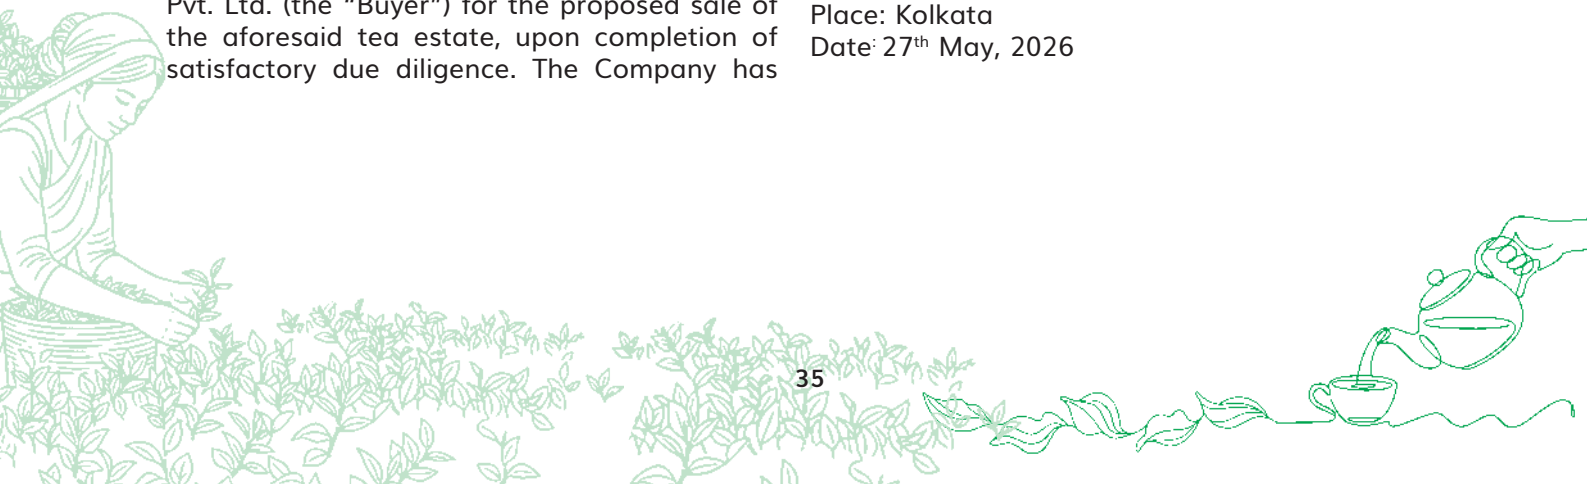 Pvt. Ltd. (the “Buyer”) for the proposed sale of
the aforesaid tea estate, upon completion of
satisfactory due diligence. The Company has
Place: Kolkata
Date: 27th May, 2026
35